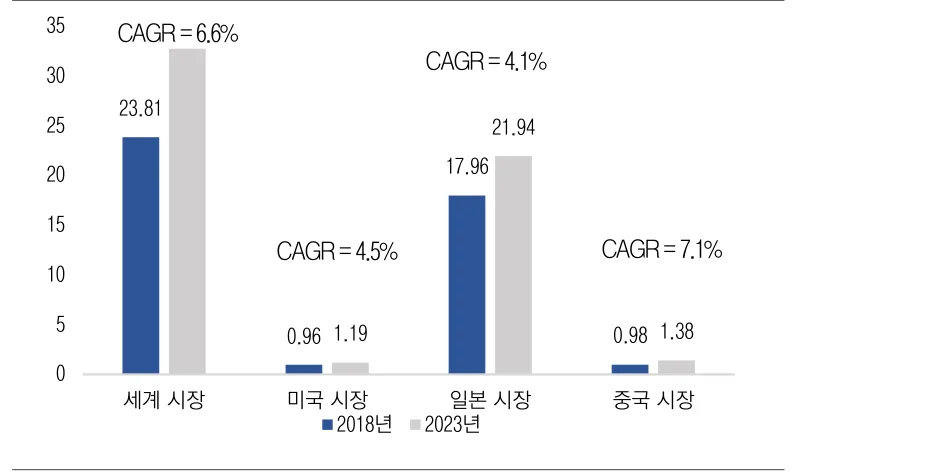 35
30
25
20
15
10
5
0
CAGR = 6.6%
23.81
CAGR = 4.5%
0.96 1.19
CAGR = 4.1%
17.96 21.94
CAGR = 7.1%
0.98 1.38
세계 시장 미국 시장 일본 시장 중국 시장
2018년 2023년